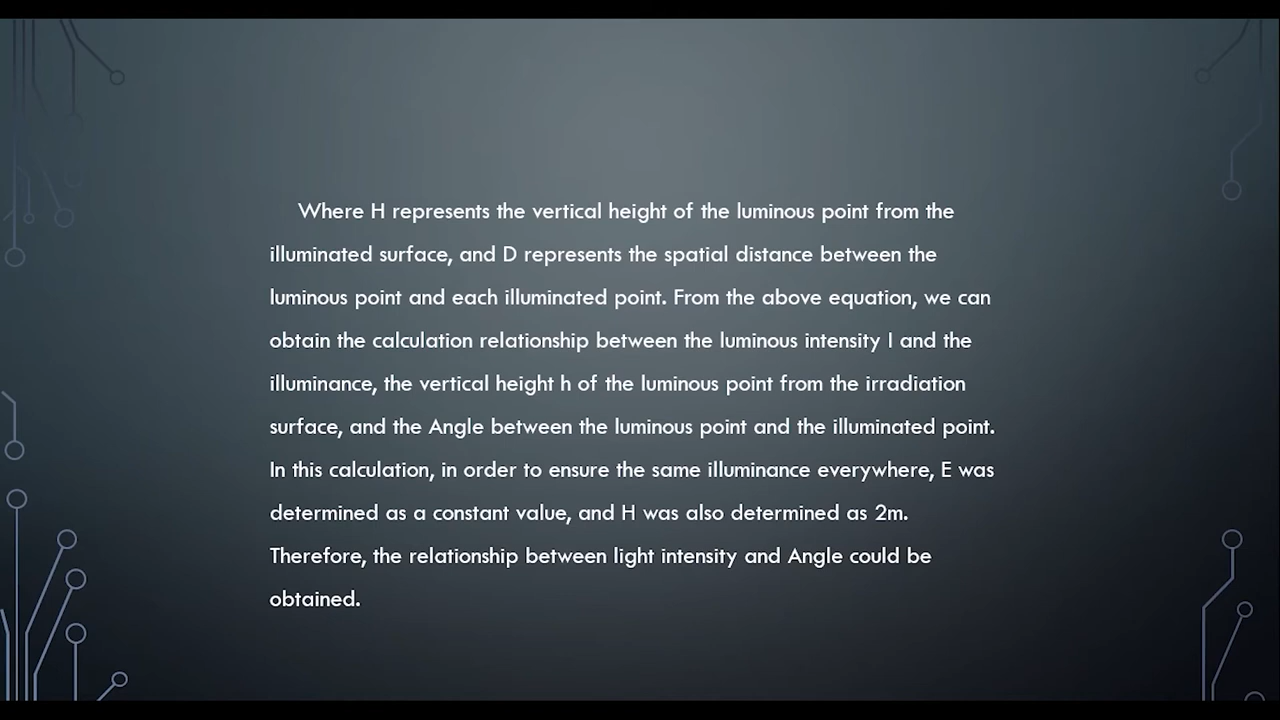 Where H represents the vertical height of the luminous point from the
illuminated surface, and D represents the spatial distance between the
luminous point and each illuminated point. From the above equation, we can
obtain the calculation relationship between the luminous intensity I and the
illuminance, the vertical height h of the luminous point from the irradiation
surface, and the Angle between the luminous point and the illuminated point.
In this calculation, in order to ensure the same illuminance everywhere, E was
determined as a constant value, and H was also determined as 2m.
Therefore, the relationship between light intensity and Angle could be
obtained.